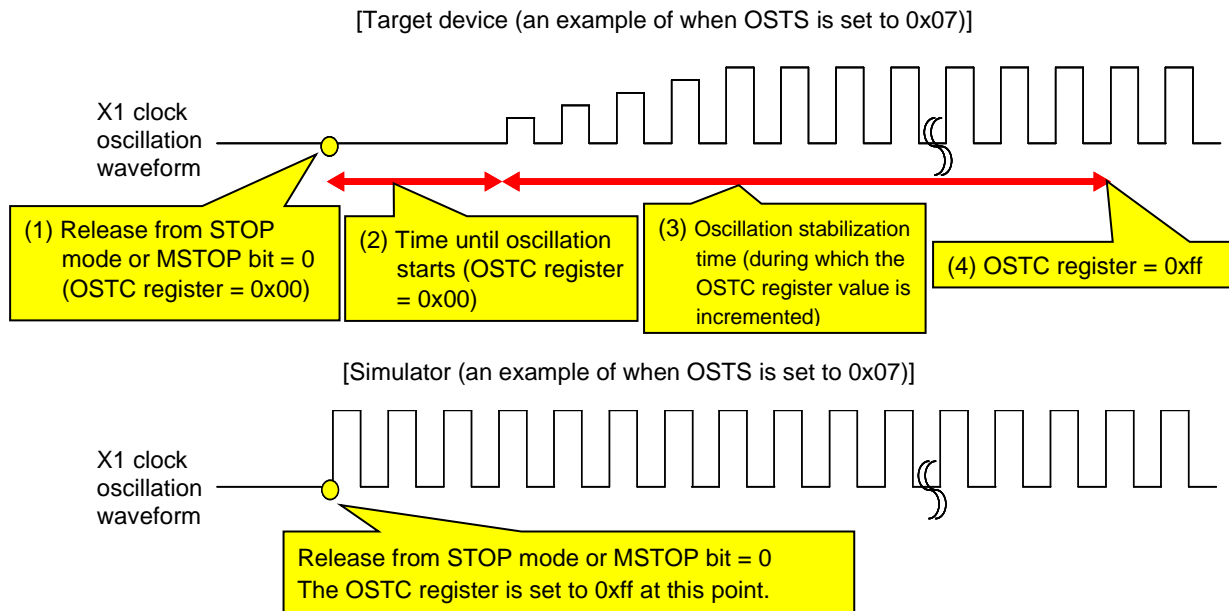 [Target device (an example of when OSTS is set to 0x07)]
X1 clock
oscillation
waveform
(1) Release from STOP
mode or MSTOP bit = 0
(OSTC register = 0x00)
(2) Time until oscillation
starts (OSTC register
= 0x00)
(3) Oscillation stabilization
time (during which the
OSTC register value is
incremented)
(4) OSTC register = 0xff
[Simulator (an example of when OSTS is set to 0x07)]
X1 clock
oscillation
waveform
Release from STOP mode or MSTOP bit = 0
The OSTC register is set to 0xff at this point.